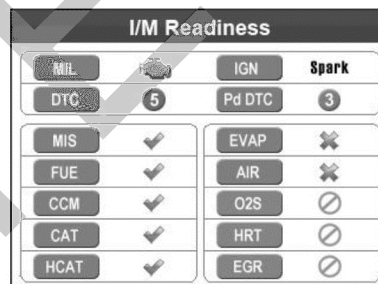 I/M Readiness
MIL IGN Spark
DTC 5 Pd DTC 3
MIS EVAP
FUE AIR
CCM O2S
CAT HRT
HCAT EGR